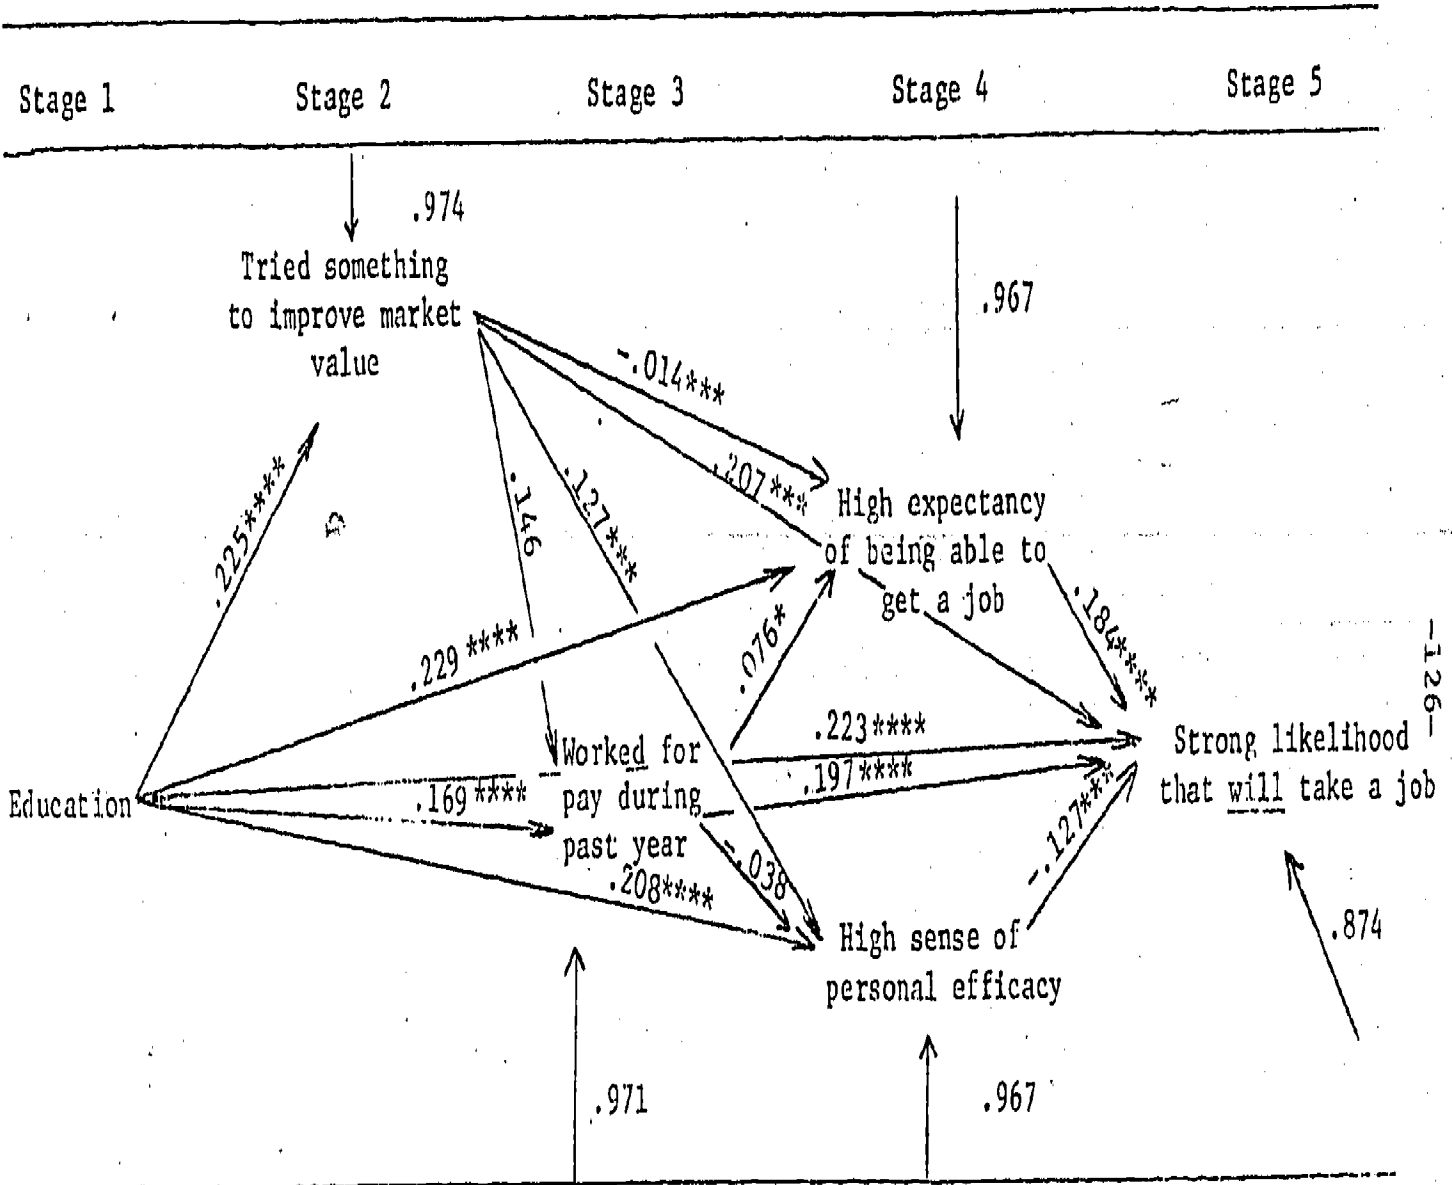 Stage 1 Stage 2 Stage 3 Stage 4 Stage 5
.974
Tried something
to improve market
value
.967
-.014***
.207***
.146
.127***
.225****
High expectancy
of being able to
get a job
.184****
.229****
.076*
-126-
.223****
.197****
Worked for
pay during
past year
Education
.169****
.208****
-.038
-.127***
Strong likelihood
that will take a job
.874
High sense of
personal efficacy
.971
.967